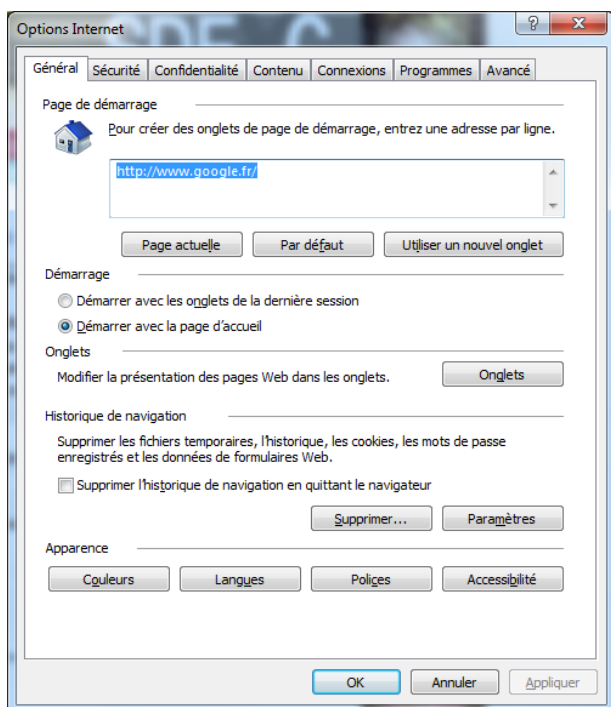 Options Internet
Général Sécurité Confidentialité Contenu Connexions Programmes Avancé
Page de démarrage
Pour créer des onglets de page de démarrage, entrez une adresse par ligne.
http://www.google.fr/
Page actuelle Par défaut Utiliser un nouvel onglet
Démarrage
Démarrer avec les onglets de la dernière session
Démarrer avec la page d'accueil
Onglets
Modifier la présentation des pages Web dans les onglets. Onglets
Historique de navigation
Supprimer les fichiers temporaires, l'historique, les cookies, les mots de passe
enregistrés et les données de formulaires Web.
Supprimer l'historique de navigation en quittant le navigateur
Supprimer... Paramètres
Apparence
Couleurs Langues Polices Accessibilité
OK Annuler Appliquer